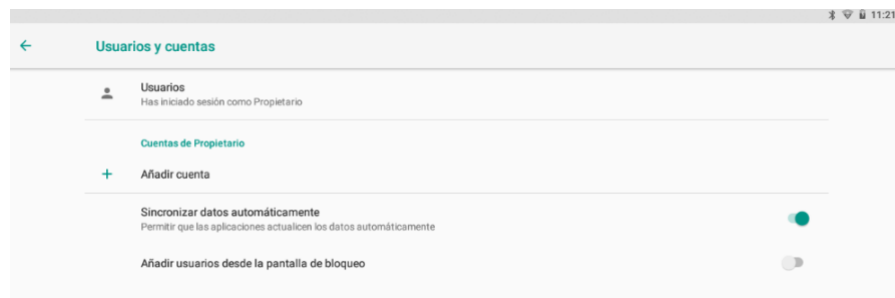 11:21
Usuarios y cuentas
Usuarios
Has iniciado sesión como Propietario
Cuentas de Propietario
Añadir cuenta
Sincronizar datos automáticamente
Permitir que las aplicaciones actualicen los datos automáticamente
Añadir usuarios desde la pantalla de bloqueo